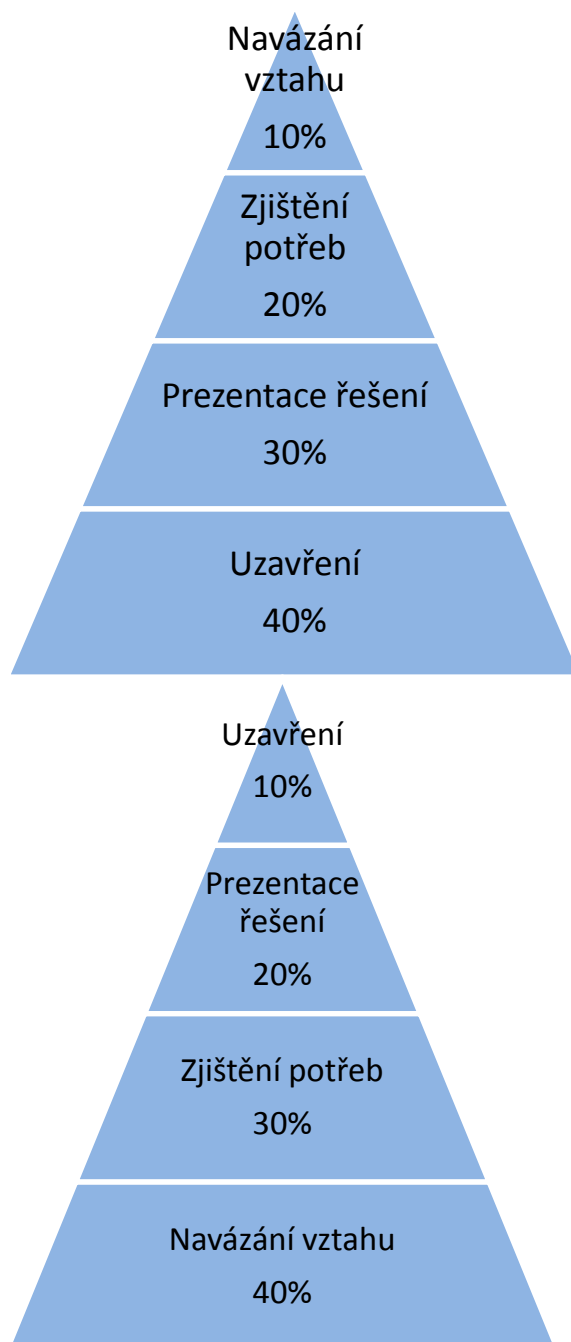 Navázání
vztahu
10%
Zjištění
potřeb
20%
Prezentace řešení
30%
Uzavření
40%
Uzavření
10%
Prezentace
řešení
20%
Zjištění potřeb
30%
Navázání vztahu
40%